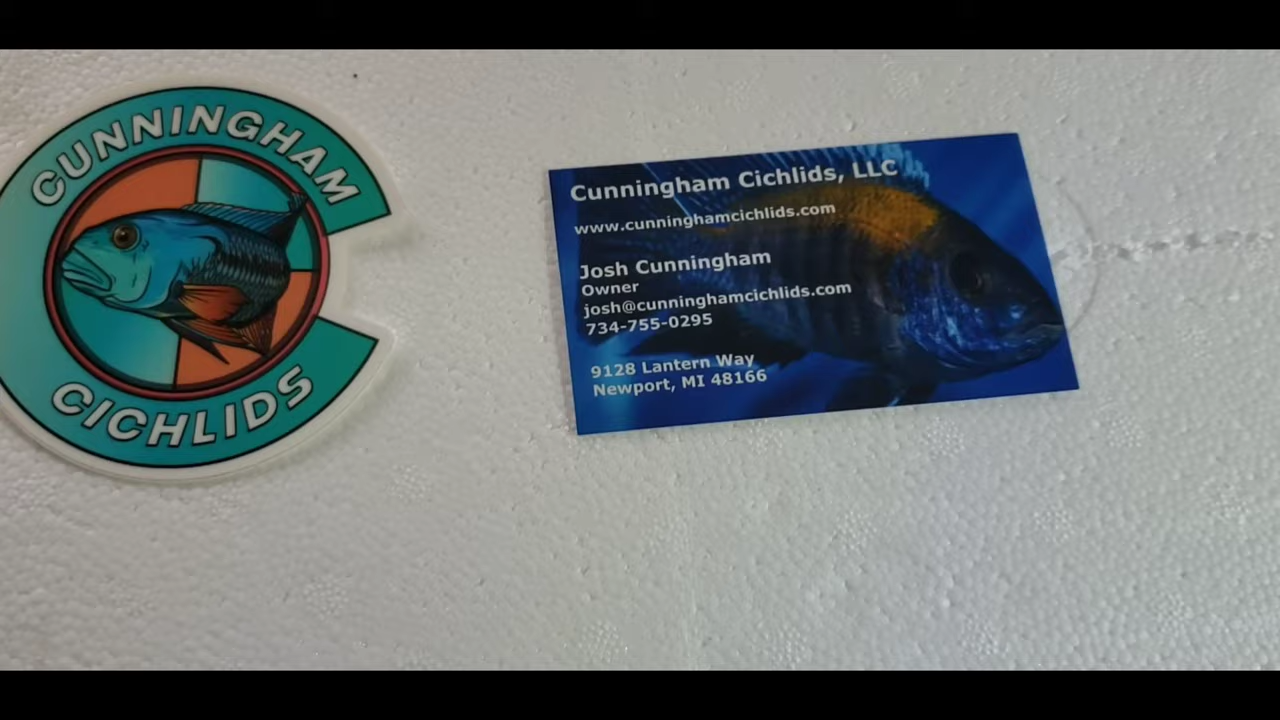 CUNNINGHAM
CICHLIDS
Cunningham Cichlids, LLC
www.cunninghamcichlids.com
Josh Cunningham
Owner
josh@cunninghamcichlids.com
734-755-0295
9128 Lantern Way
Newport, MI 48166